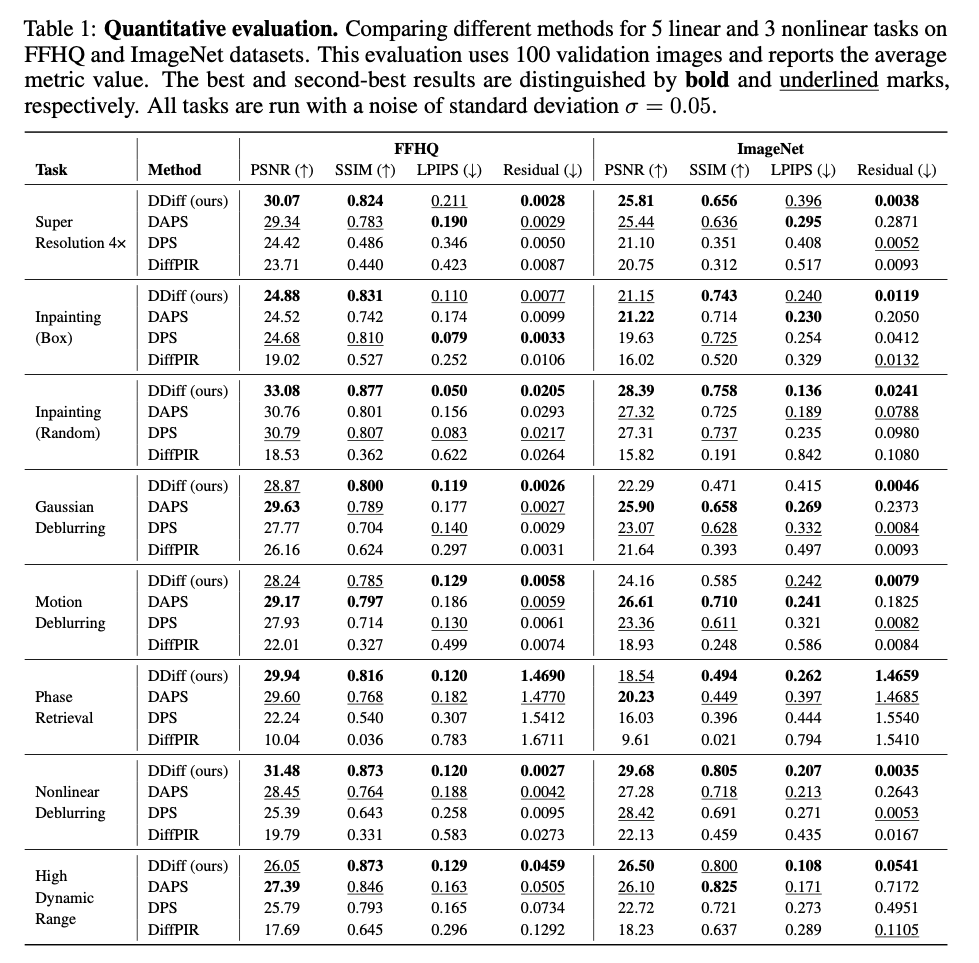 Table 1: Quantitative evaluation. Comparing different methods for 5 linear and 3 nonlinear tasks on
FFHQ and ImageNet datasets. This evaluation uses 100 validation images and reports the average
metric value. The best and second-best results are distinguished by bold and underlined marks,
respectively. All tasks are run with a noise of standard deviation σ = 0.05.
FFHQ ImageNet
Task Method PSNR (↑) SSIM (↑) LPIPS (↓) Residual (↓) PSNR (↑) SSIM (↑) LPIPS (↓) Residual (↓)
DDiff (ours) 30.07 0.824 0.211 0.0028 25.81 0.656 0.396 0.0038
Super DAPS 29.34 0.783 0.190 0.0029 25.44 0.636 0.295 0.2871
Resolution 4× DPS 24.42 0.486 0.346 0.0050 21.10 0.351 0.408 0.0052
DiffPIR 23.71 0.440 0.423 0.0087 20.75 0.312 0.517 0.0093
DDiff (ours) 24.88 0.831 0.110 0.0077 21.15 0.743 0.240 0.0119
Inpainting DAPS 24.52 0.742 0.174 0.0099 21.22 0.714 0.230 0.2050
(Box) DPS 24.68 0.810 0.079 0.0033 19.63 0.725 0.254 0.0412
DiffPIR 19.02 0.527 0.252 0.0106 16.02 0.520 0.329 0.0132
DDiff (ours) 33.08 0.877 0.050 0.0205 28.39 0.758 0.136 0.0241
Inpainting DAPS 30.76 0.801 0.156 0.0293 27.32 0.725 0.189 0.0788
(Random) DPS 30.79 0.807 0.083 0.0217 27.31 0.737 0.235 0.0980
DiffPIR 18.53 0.362 0.622 0.0264 15.82 0.191 0.842 0.1080
DDiff (ours) 28.87 0.800 0.119 0.0026 22.29 0.471 0.415 0.0046
Gaussian DAPS 29.63 0.789 0.177 0.0027 25.90 0.658 0.269 0.2373
Deblurring DPS 27.77 0.704 0.140 0.0029 23.07 0.628 0.332 0.0084
DiffPIR 26.16 0.624 0.297 0.0031 21.64 0.393 0.497 0.0093
DDiff (ours) 28.24 0.785 0.129 0.0058 24.16 0.585 0.242 0.0079
Motion DAPS 29.17 0.797 0.186 0.0059 26.61 0.710 0.241 0.1825
Deblurring DPS 27.93 0.714 0.130 0.0061 23.36 0.611 0.321 0.0082
DiffPIR 22.01 0.327 0.499 0.0074 18.93 0.248 0.586 0.0084
DDiff (ours) 29.94 0.816 0.120 1.4690 18.54 0.494 0.262 1.4659
Phase DAPS 29.60 0.768 0.182 1.4770 20.23 0.449 0.397 1.4685
Retrieval DPS 22.24 0.540 0.307 1.5412 16.03 0.396 0.444 1.5540
DiffPIR 10.04 0.036 0.783 1.6711 9.61 0.021 0.794 1.5410
DDiff (ours) 31.48 0.873 0.120 0.0027 29.68 0.805 0.207 0.0035
Nonlinear DAPS 28.45 0.764 0.188 0.0042 27.28 0.718 0.213 0.2643
Deblurring DPS 25.39 0.643 0.258 0.0095 28.42 0.691 0.271 0.0053
DiffPIR 19.79 0.331 0.583 0.0273 22.13 0.459 0.435 0.0167
DDiff (ours) 26.05 0.873 0.129 0.0459 26.50 0.800 0.108 0.0541
High DAPS 27.39 0.846 0.163 0.0505 26.10 0.825 0.171 0.7172
Dynamic DPS 25.79 0.793 0.165 0.0734 22.72 0.721 0.273 0.4951
Range DiffPIR 17.69 0.645 0.296 0.1292 18.23 0.637 0.289 0.1105